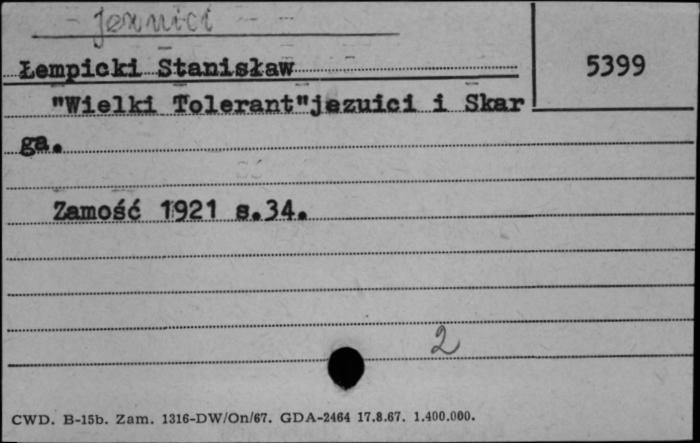 jezuici
Łempicki Stanisław
5399
"Wielki Tolerant"jezuici i Skar
ga.
Zamość 1921 s.34.
2
CWD. B-15b. Zam. 1316-DW/On/67. GDA-2464 17.8.67. 1.400.000.